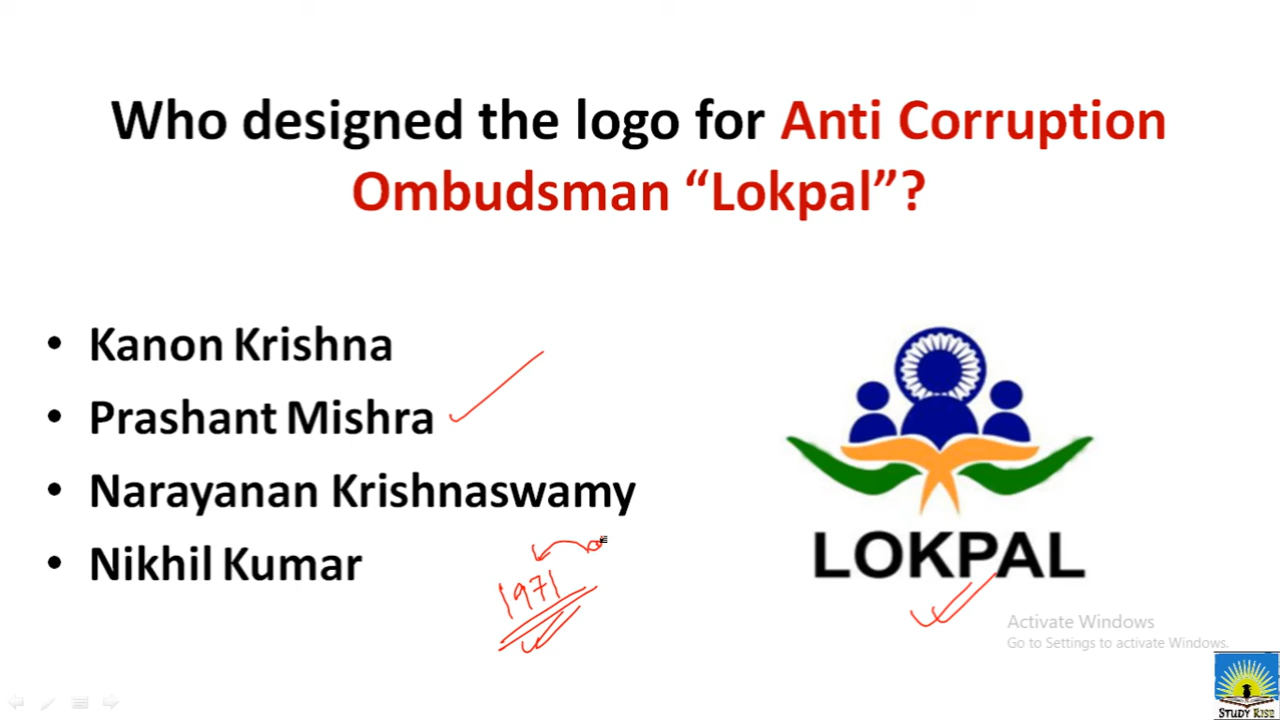 Who designed the logo for Anti Corruption
Ombudsman “Lokpal”?
• Kanon Krishna
• Prashant Mishra
• Narayanan Krishnaswamy
• Nikhil Kumar
1971
LOKPAL
Activate Windows
Go to Settings to activate Windows.
STUDY RISE